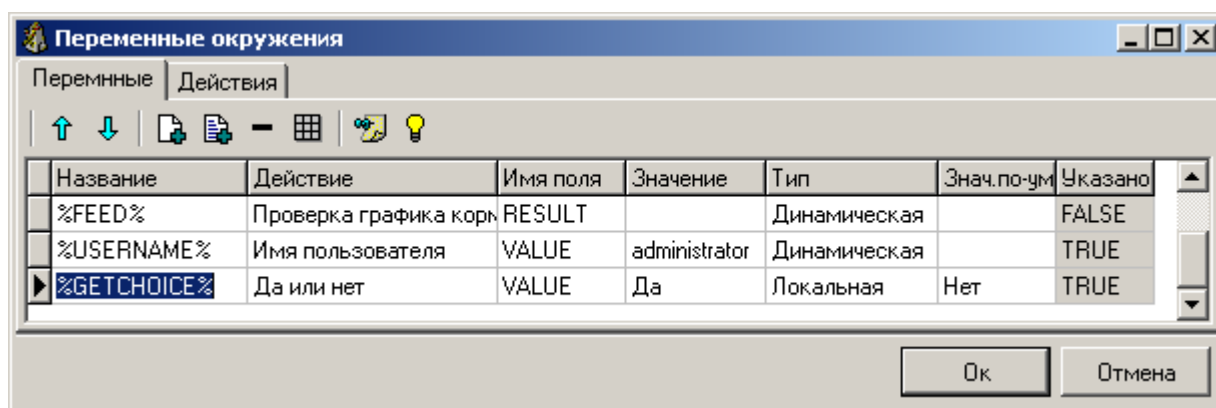 Переменные окружения
Перемнные Действия
Название Действие Имя поля Значение Тип Знач.по-ум Указано
%FEED% Проверка графика корм RESULT Динамическая FALSE
%USERNAME% Имя пользователя VALUE administrator Динамическая TRUE
%GETCHOICE% Да или нет VALUE Да Локальная Нет TRUE
Ок Отмена